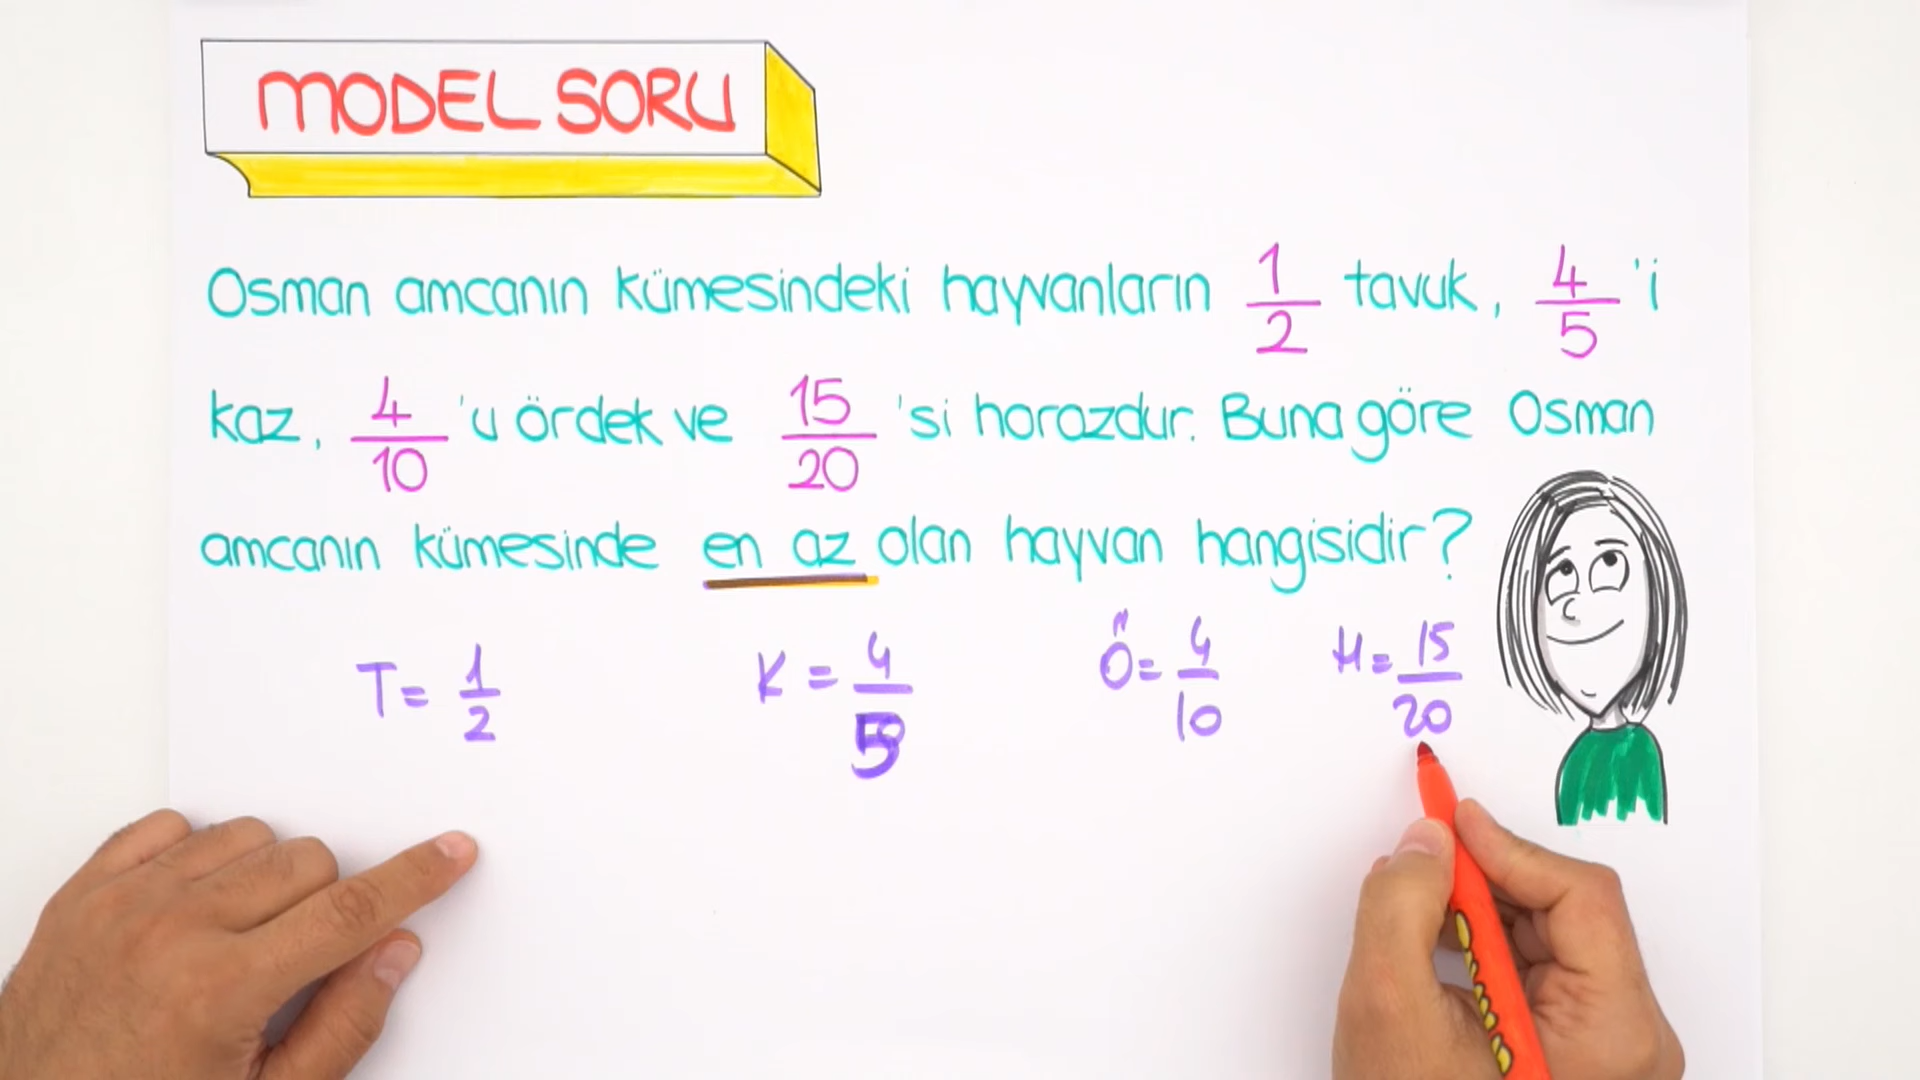 MODEL SORU
Osman amcanın kümesindeki hayvanların 1/2 tavuk, 4/5 'i
kaz, 4/10 'u ördek ve 15/20 'si horozdur. Buna göre Osman
amcanın kümesinde en az olan hayvan hangisidir?
T = 1/2 K = 4/5 Ö = 4/10 H = 15/20